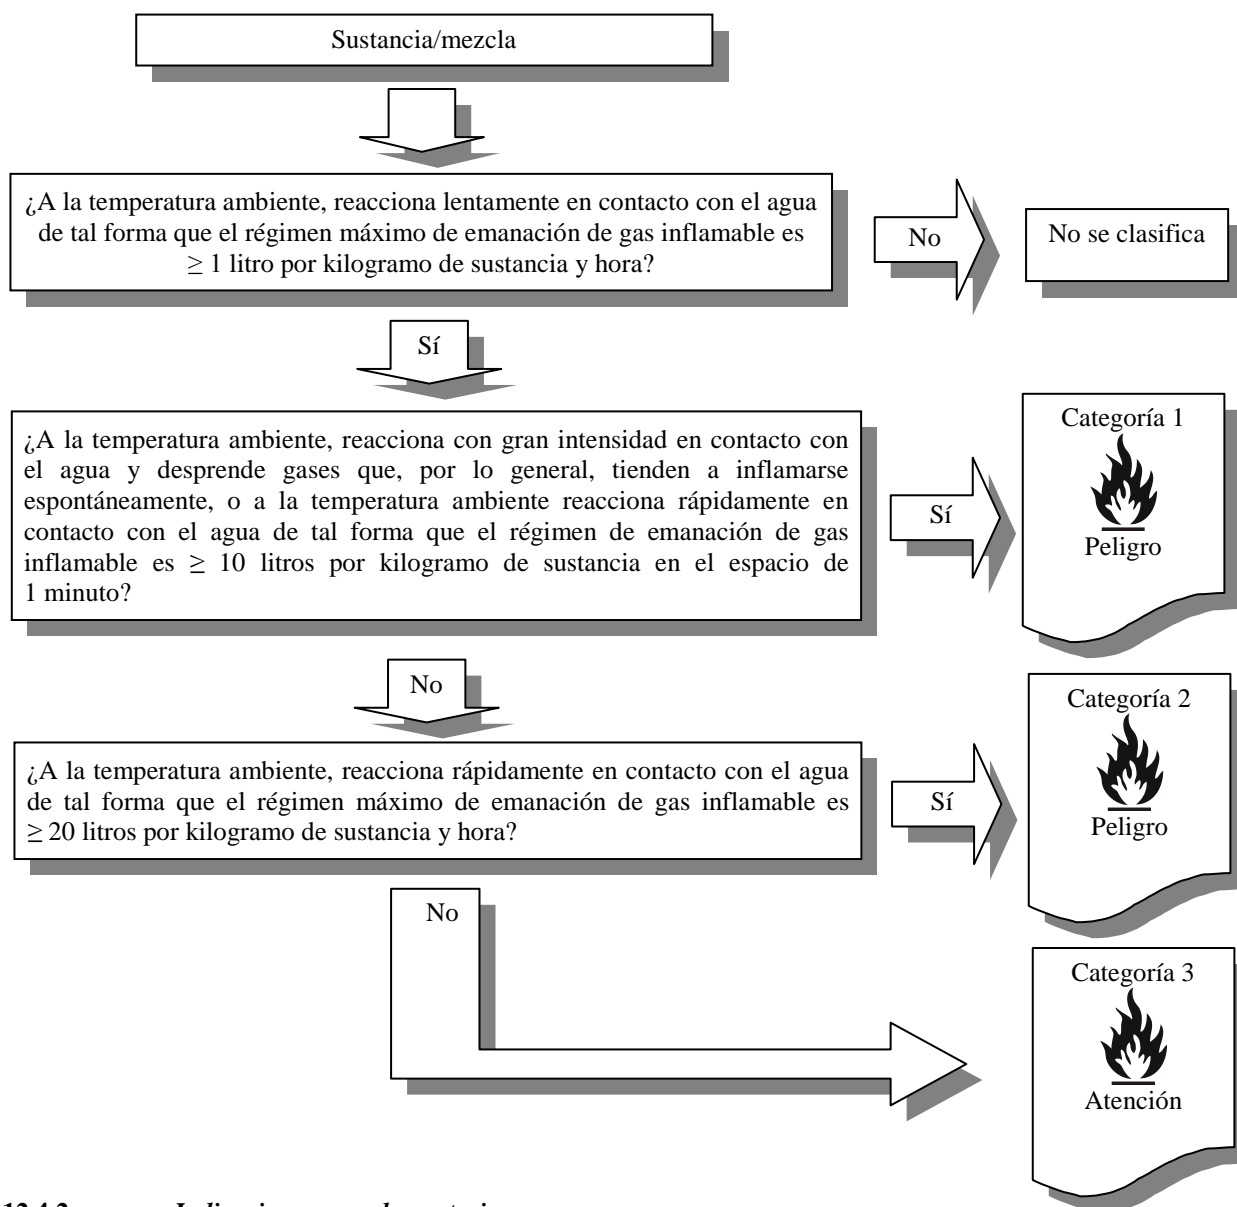 Sustancia/mezcla
¿A la temperatura ambiente, reacciona lentamente en contacto con el agua
de tal forma que el régimen máximo de emanación de gas inflamable es
≥ 1 litro por kilogramo de sustancia y hora?
No
No se clasifica
Sí
¿A la temperatura ambiente, reacciona con gran intensidad en contacto con
el agua y desprende gases que, por lo general, tienden a inflamarse
espontáneamente, o a la temperatura ambiente reacciona rápidamente en
contacto con el agua de tal forma que el régimen de emanación de gas
inflamable es ≥ 10 litros por kilogramo de sustancia en el espacio de
1 minuto?
Sí
Categoría 1
Peligro
No
¿A la temperatura ambiente, reacciona rápidamente en contacto con el agua
de tal forma que el régimen máximo de emanación de gas inflamable es
≥ 20 litros por kilogramo de sustancia y hora?
Sí
Categoría 2
Peligro
No
Categoría 3
Atención